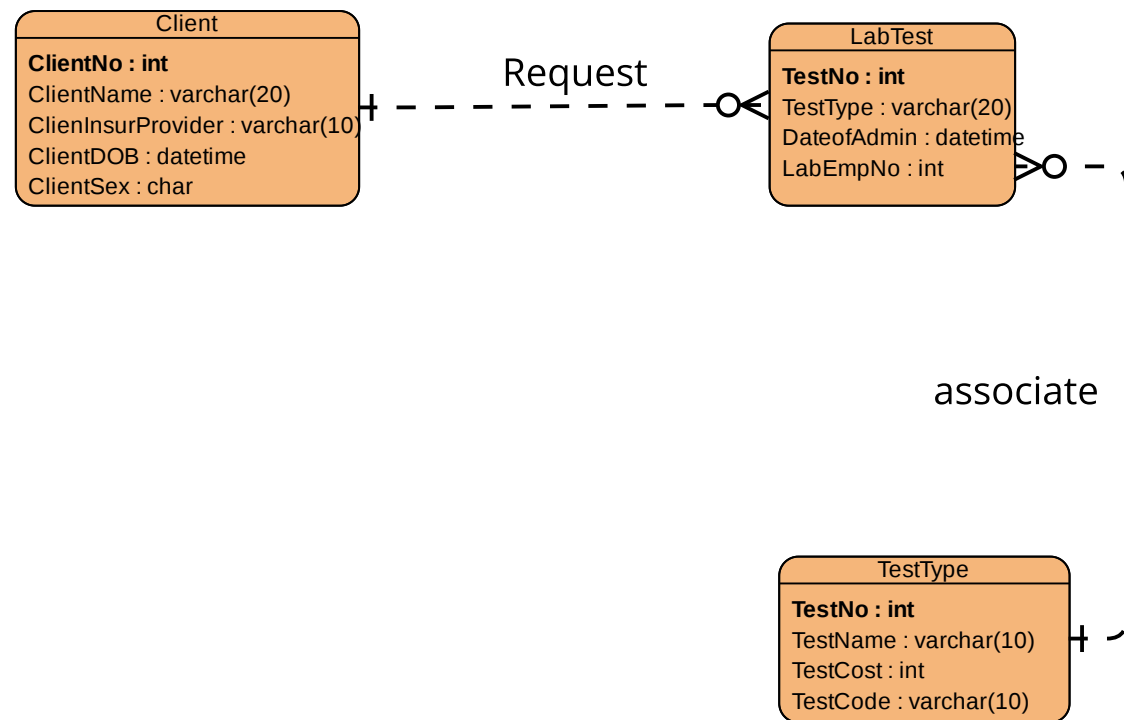 Client
ClientNo : int
ClientName : varchar(20)
ClienInsurProvider : varchar(10)
ClientDOB : datetime
ClientSex : char
Request
LabTest
TestNo : int
TestType : varchar(20)
DateofAdmin : datetime
LabEmpNo : int
associate
TestType
TestNo : int
TestName : varchar(10)
TestCost : int
TestCode : varchar(10)